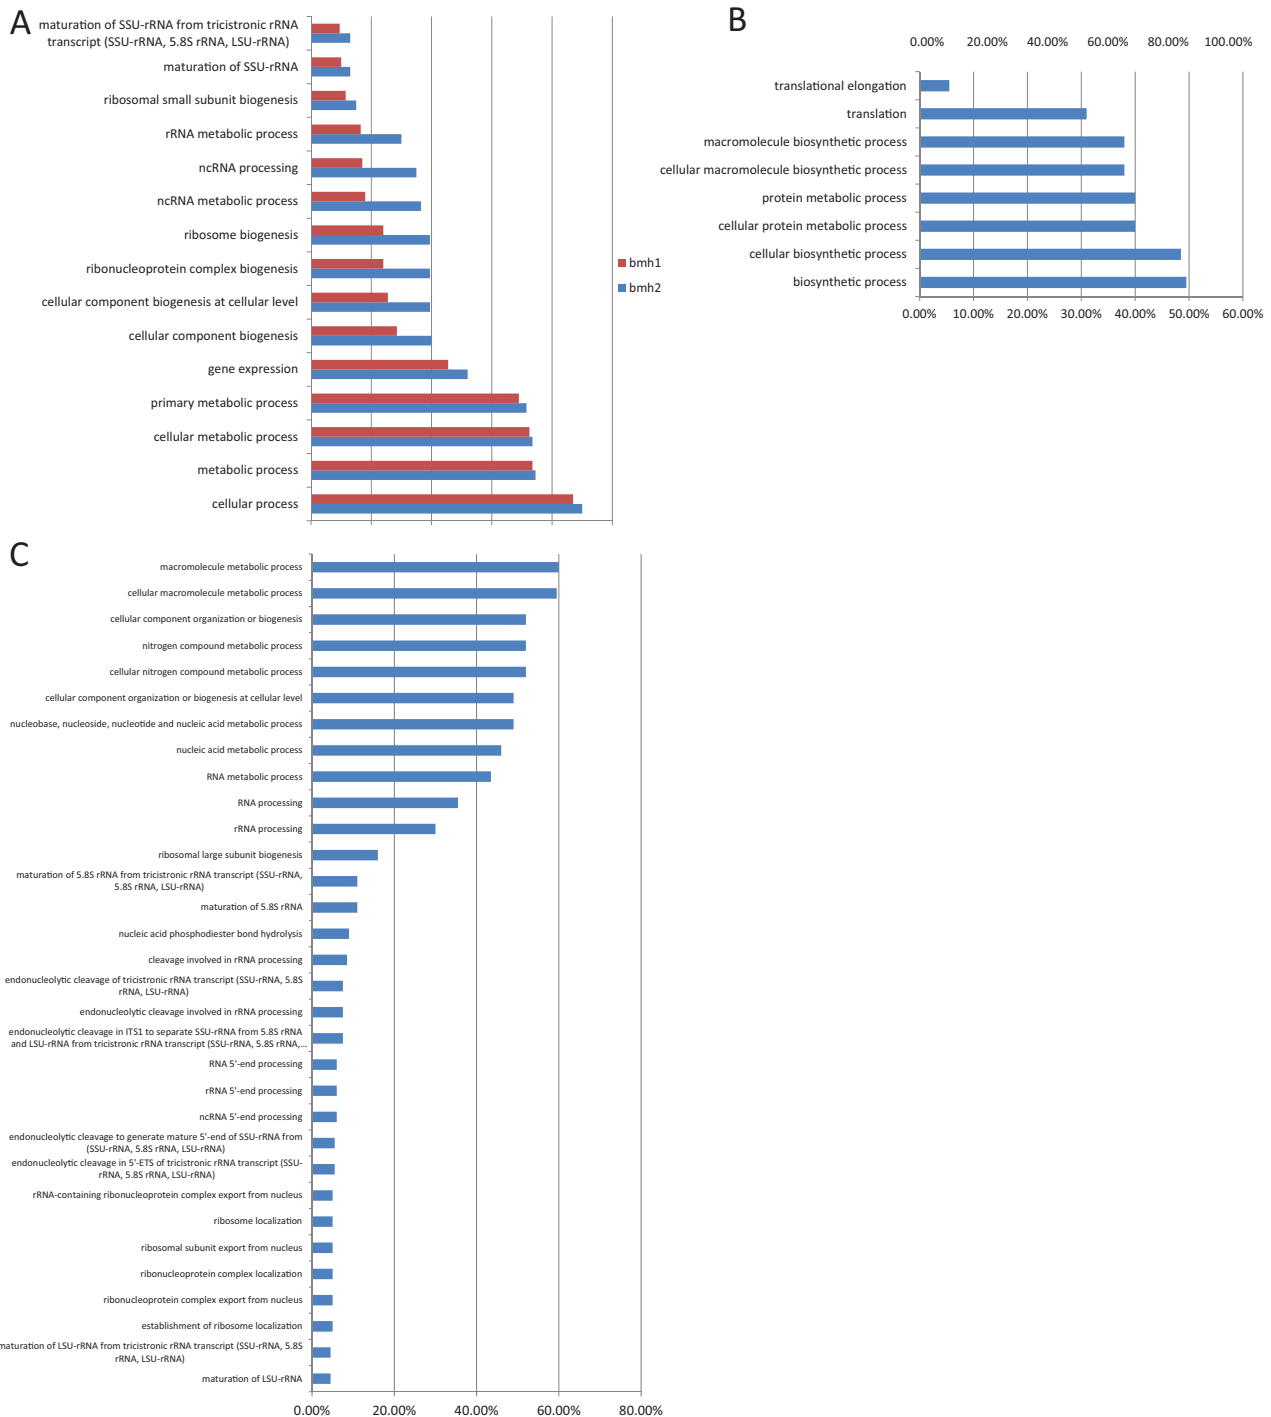 A
maturation of SSU-rRNA from tricistronic rRNA
transcript (SSU-rRNA, 5.8S rRNA, LSU-rRNA)
maturation of SSU-rRNA
ribosomal small subunit biogenesis
rRNA metabolic process
ncRNA processing
ncRNA metabolic process
ribosome biogenesis
ribonucleoprotein complex biogenesis
cellular component biogenesis at cellular level
cellular component biogenesis
gene expression
primary metabolic process
cellular metabolic process
metabolic process
cellular process
bmh1
bmh2
B
0.00% 20.00% 40.00% 60.00% 80.00% 100.00%
translational elongation
translation
macromolecule biosynthetic process
cellular macromolecule biosynthetic process
protein metabolic process
cellular protein metabolic process
cellular biosynthetic process
biosynthetic process
0.00% 10.00% 20.00% 30.00% 40.00% 50.00% 60.00%
C
macromolecule metabolic process
cellular macromolecule metabolic process
cellular component organization or biogenesis
nitrogen compound metabolic process
cellular nitrogen compound metabolic process
cellular component organization or biogenesis at cellular level
nucleobase, nucleoside, nucleotide and nucleic acid metabolic process
nucleic acid metabolic process
RNA metabolic process
RNA processing
rRNA processing
ribosomal large subunit biogenesis
maturation of 5.8S rRNA from tricistronic rRNA transcript (SSU-rRNA,
5.8S rRNA, LSU-rRNA)
maturation of 5.8S rRNA
nucleic acid phosphodiester bond hydrolysis
cleavage involved in rRNA processing
endonucleolytic cleavage of tricistronic rRNA transcript (SSU-rRNA, 5.8S
rRNA, LSU-rRNA)
endonucleolytic cleavage involved in rRNA processing
endonucleolytic cleavage in ITS1 to separate SSU-rRNA from 5.8S rRNA
and LSU-rRNA from tricistronic rRNA transcript (SSU-rRNA, 5.8S rRNA,...
RNA 5'-end processing
rRNA 5'-end processing
ncRNA 5'-end processing
endonucleolytic cleavage to generate mature 5'-end of SSU-rRNA from
(SSU-rRNA, 5.8S rRNA, LSU-rRNA)
endonucleolytic cleavage in 5'-ETS of tricistronic rRNA transcript (SSU-
rRNA, 5.8S rRNA, LSU-rRNA)
rRNA-containing ribonucleoprotein complex export from nucleus
ribosome localization
ribosomal subunit export from nucleus
ribonucleoprotein complex localization
ribonucleoprotein complex export from nucleus
establishment of ribosome localization
maturation of LSU-rRNA from tricistronic rRNA transcript (SSU-rRNA, 5.8S
rRNA, LSU-rRNA)
maturation of LSU-rRNA
0.00% 20.00% 40.00% 60.00% 80.00%